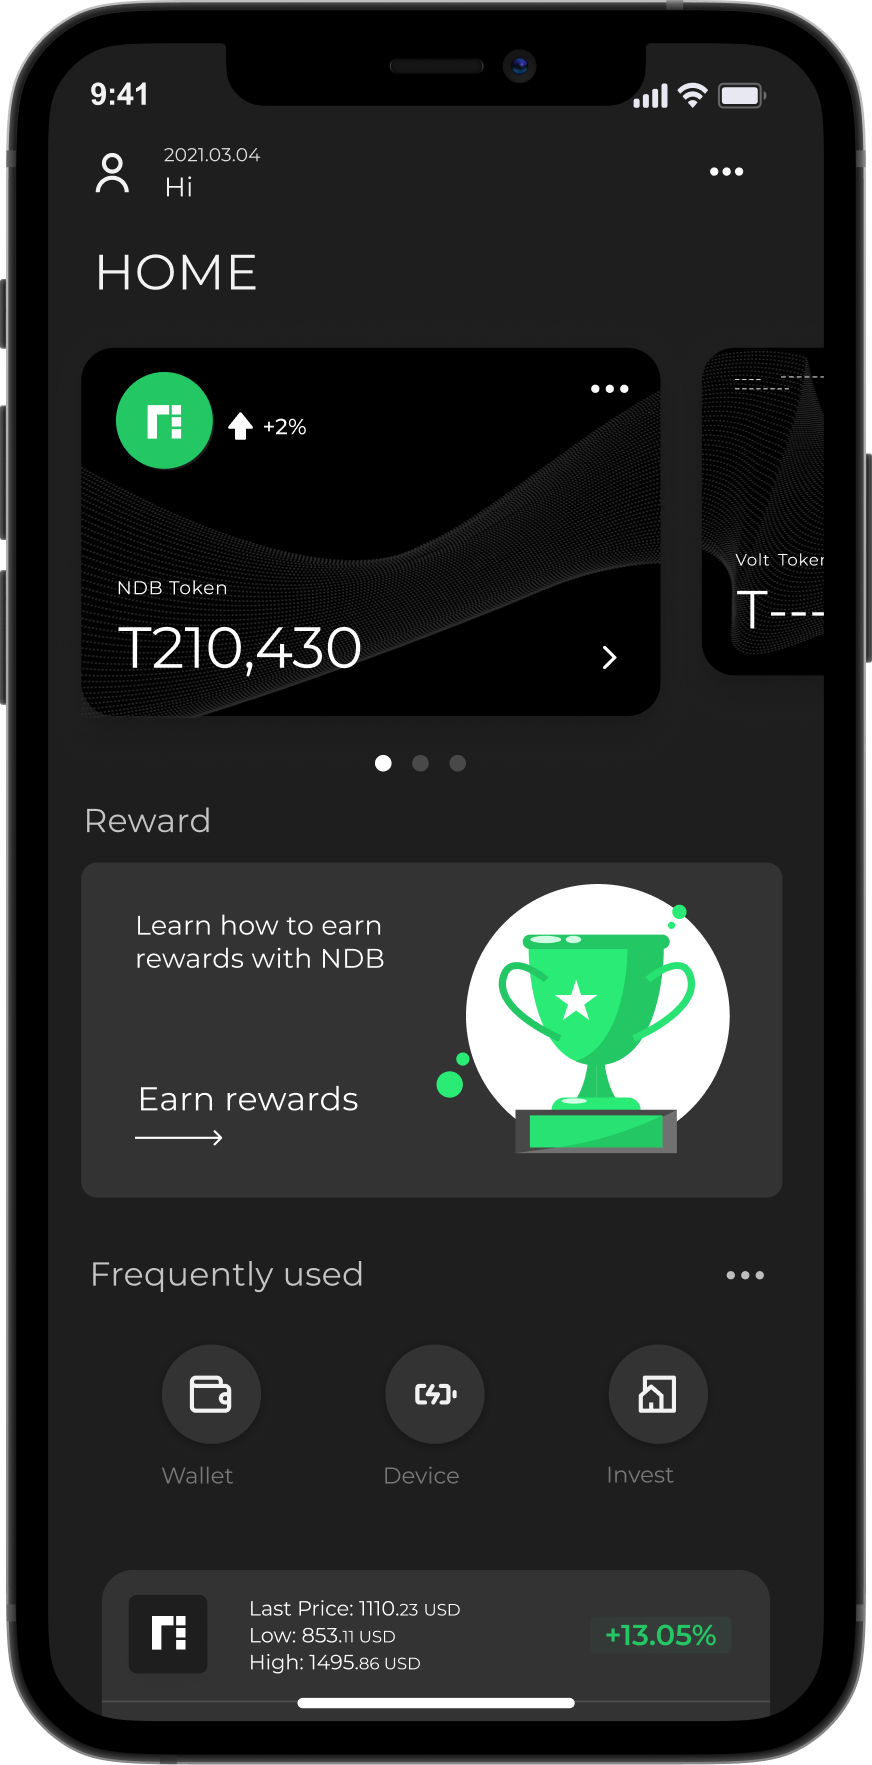 9:41
2021.03.04
Hi
HOME
+2%
NDB Token
T210,430
Volt Token
T----
Reward
Learn how to earn
rewards with NDB
Earn rewards
Frequently used
Wallet
Device
Invest
Last Price: 1110.23 USD
Low: 853.11 USD
High: 1495.86 USD
+13.05%